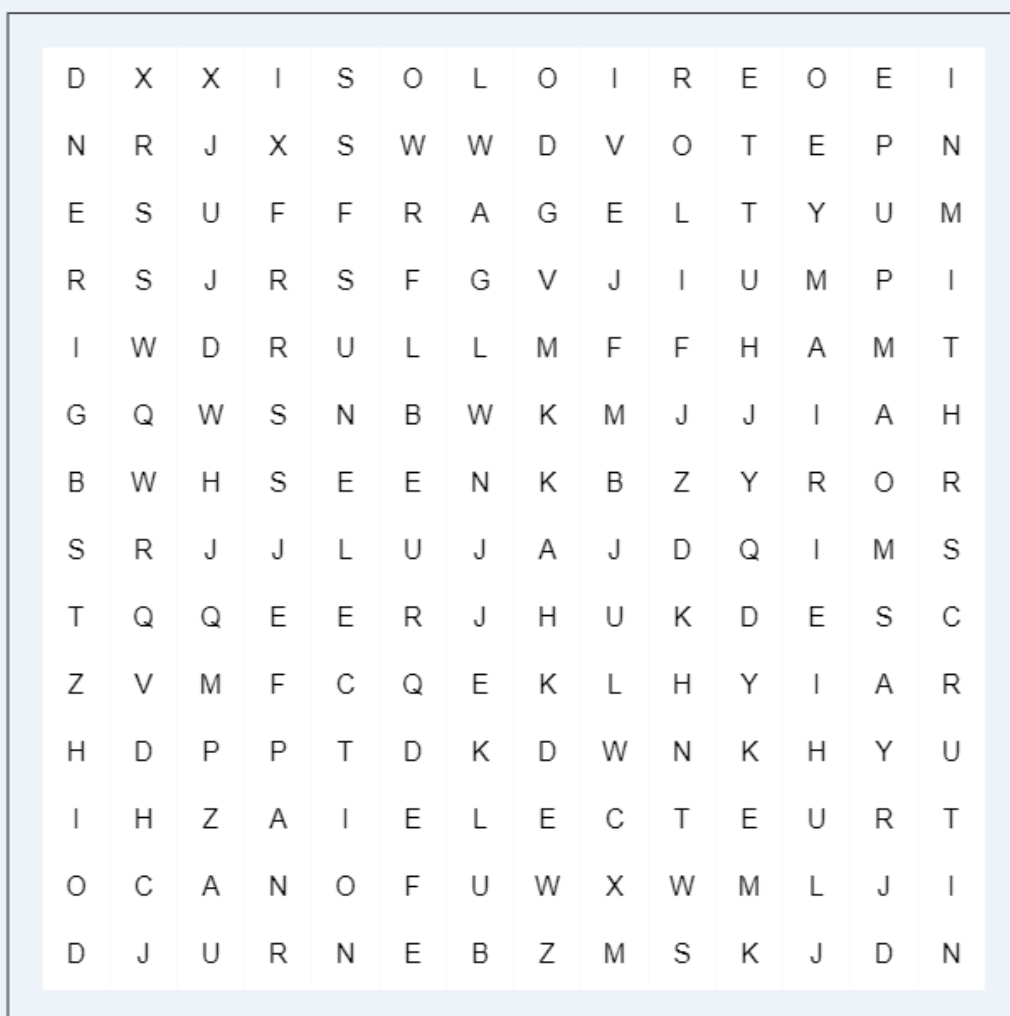 D X X I S O L O I R E O E I
N R J X S W W D V O T E P N
E S U F F R A G E L T Y U M
R S J R S F G V J I U M P I
I W D R U L L M F F H A M T
G Q W S N B W K M J J I A H
B W H S E E N K B Z Y R O R
S R J J L U J A J D Q I M S
T Q Q E E R J H U K D E S C
Z V M F C Q E K L H Y I A R
H D P P T D K D W N K H Y U
I H Z A I E L E C T E U R T
O C A N O F U W X W M L J I
D J U R N E B Z M S K J D N